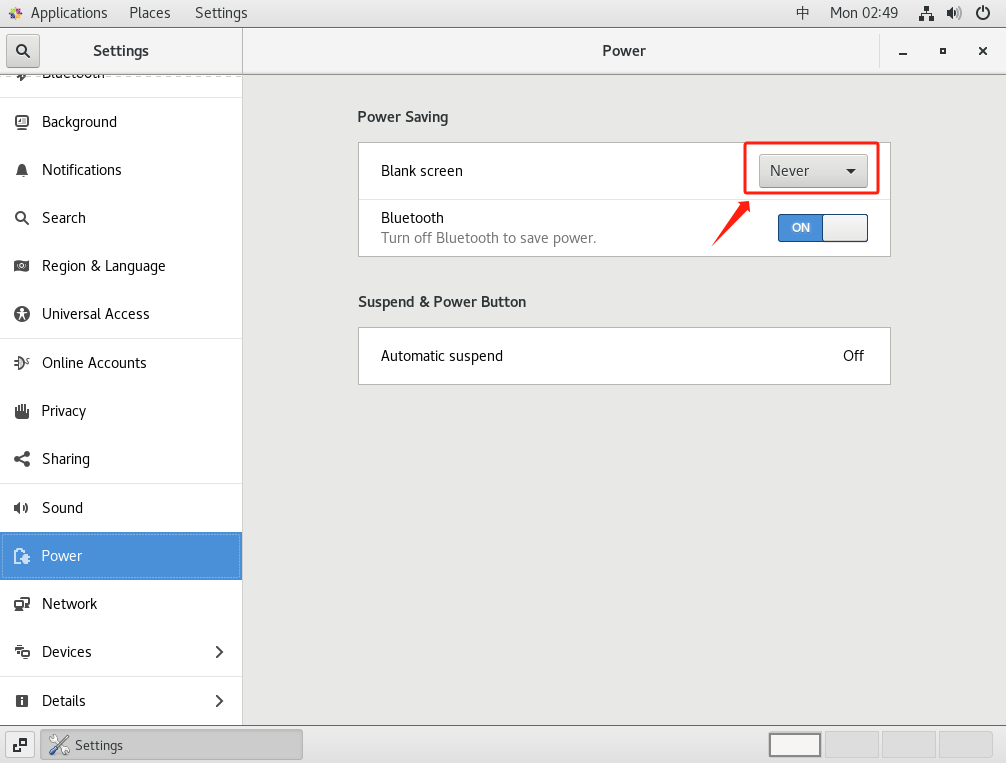 Applications Places Settings 中 Mon 02:49
Settings Power
Bluetooth
Background
Notifications
Search
Region & Language
Universal Access
Online Accounts
Privacy
Sharing
Sound
Power
Network
Devices
Details
Power Saving
Blank screen Never
Bluetooth ON
Turn off Bluetooth to save power.
Suspend & Power Button
Automatic suspend Off
Settings